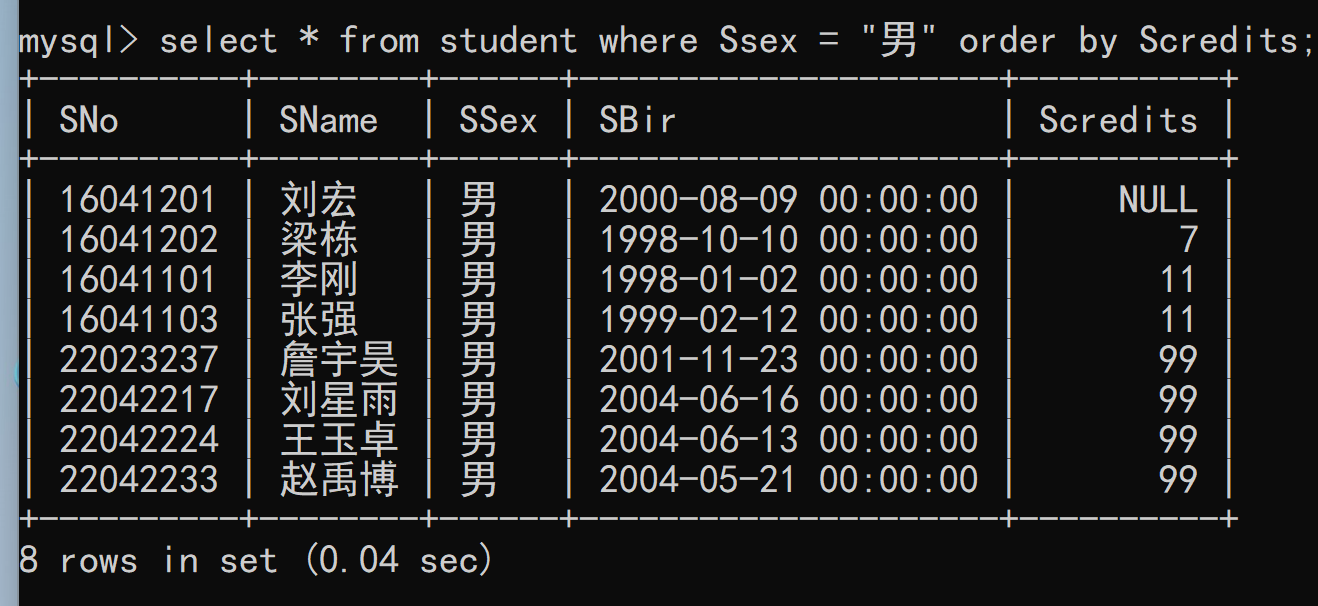 mysql> select * from student where Ssex = "男" order by Scredits;
+----------+--------+------+---------------------+----------+
| SNo      | SName  | SSex | SBir                | Scredits |
+----------+--------+------+---------------------+----------+
| 16041201 | 刘宏   | 男   | 2000-08-09 00:00:00 |     NULL |
| 16041202 | 梁栋   | 男   | 1998-10-10 00:00:00 |        7 |
| 16041101 | 李刚   | 男   | 1998-01-02 00:00:00 |       11 |
| 16041103 | 张强   | 男   | 1999-02-12 00:00:00 |       11 |
| 22023237 | 詹宇昊 | 男   | 2001-11-23 00:00:00 |       99 |
| 22042217 | 刘星雨 | 男   | 2004-06-16 00:00:00 |       99 |
| 22042224 | 王玉卓 | 男   | 2004-06-13 00:00:00 |       99 |
| 22042233 | 赵禹博 | 男   | 2004-05-21 00:00:00 |       99 |
+----------+--------+------+---------------------+----------+
8 rows in set (0.04 sec)